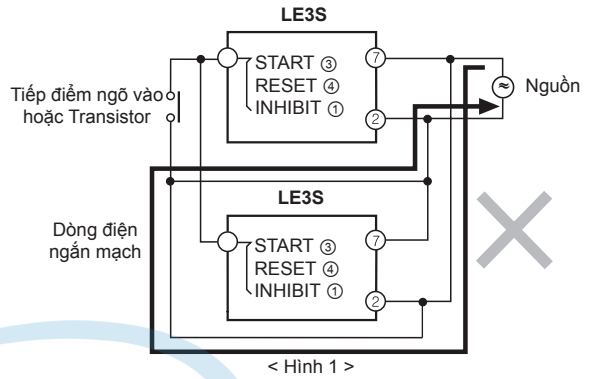 LE3S
START ③
RESET ④
INHIBIT ①
⑦
②
Tiếp điểm ngõ vào
hoặc Transistor
Nguồn
LE3S
START ③
RESET ④
INHIBIT ①
⑦
②
Dòng điện
ngắn mạch
< Hình 1 >